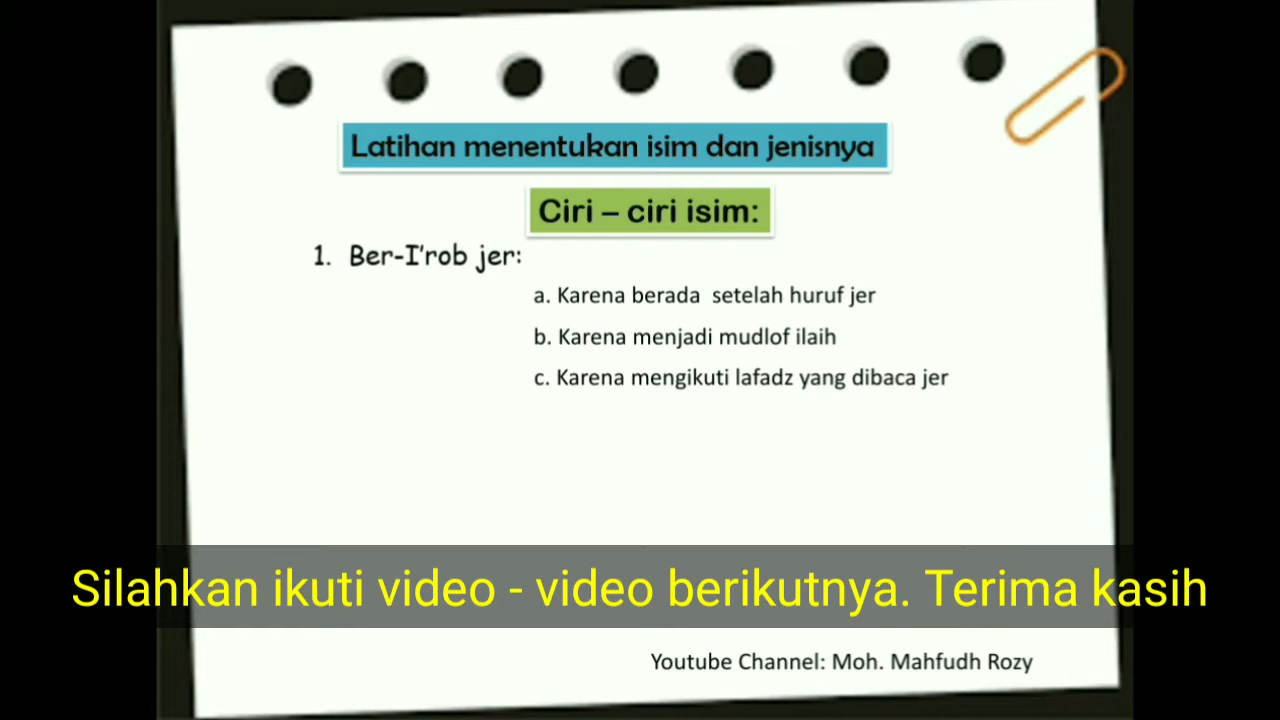 Latihan menentukan isim dan jenisnya
Ciri – ciri isim:
1. Ber-I'rob jer:
a. Karena berada setelah huruf jer
b. Karena menjadi mudlof ilaih
c. Karena mengikuti lafadz yang dibaca jer
Silahkan ikuti video - video berikutnya. Terima kasih
Youtube Channel: Moh. Mahfudh Rozy